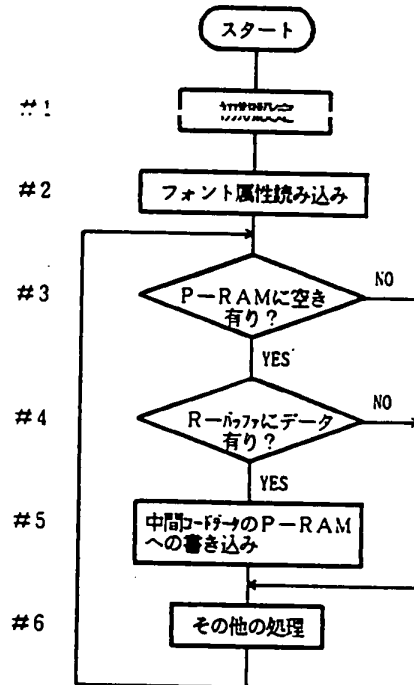 スタート
#1
#2
フォント属性読み込み
#3
P-RAMに空き
有り?
NO
YES
#4
R-バッファにデータ
有り?
NO
YES
#5
中間コードデータのP-RAM
への書き込み
#6
その他の処理